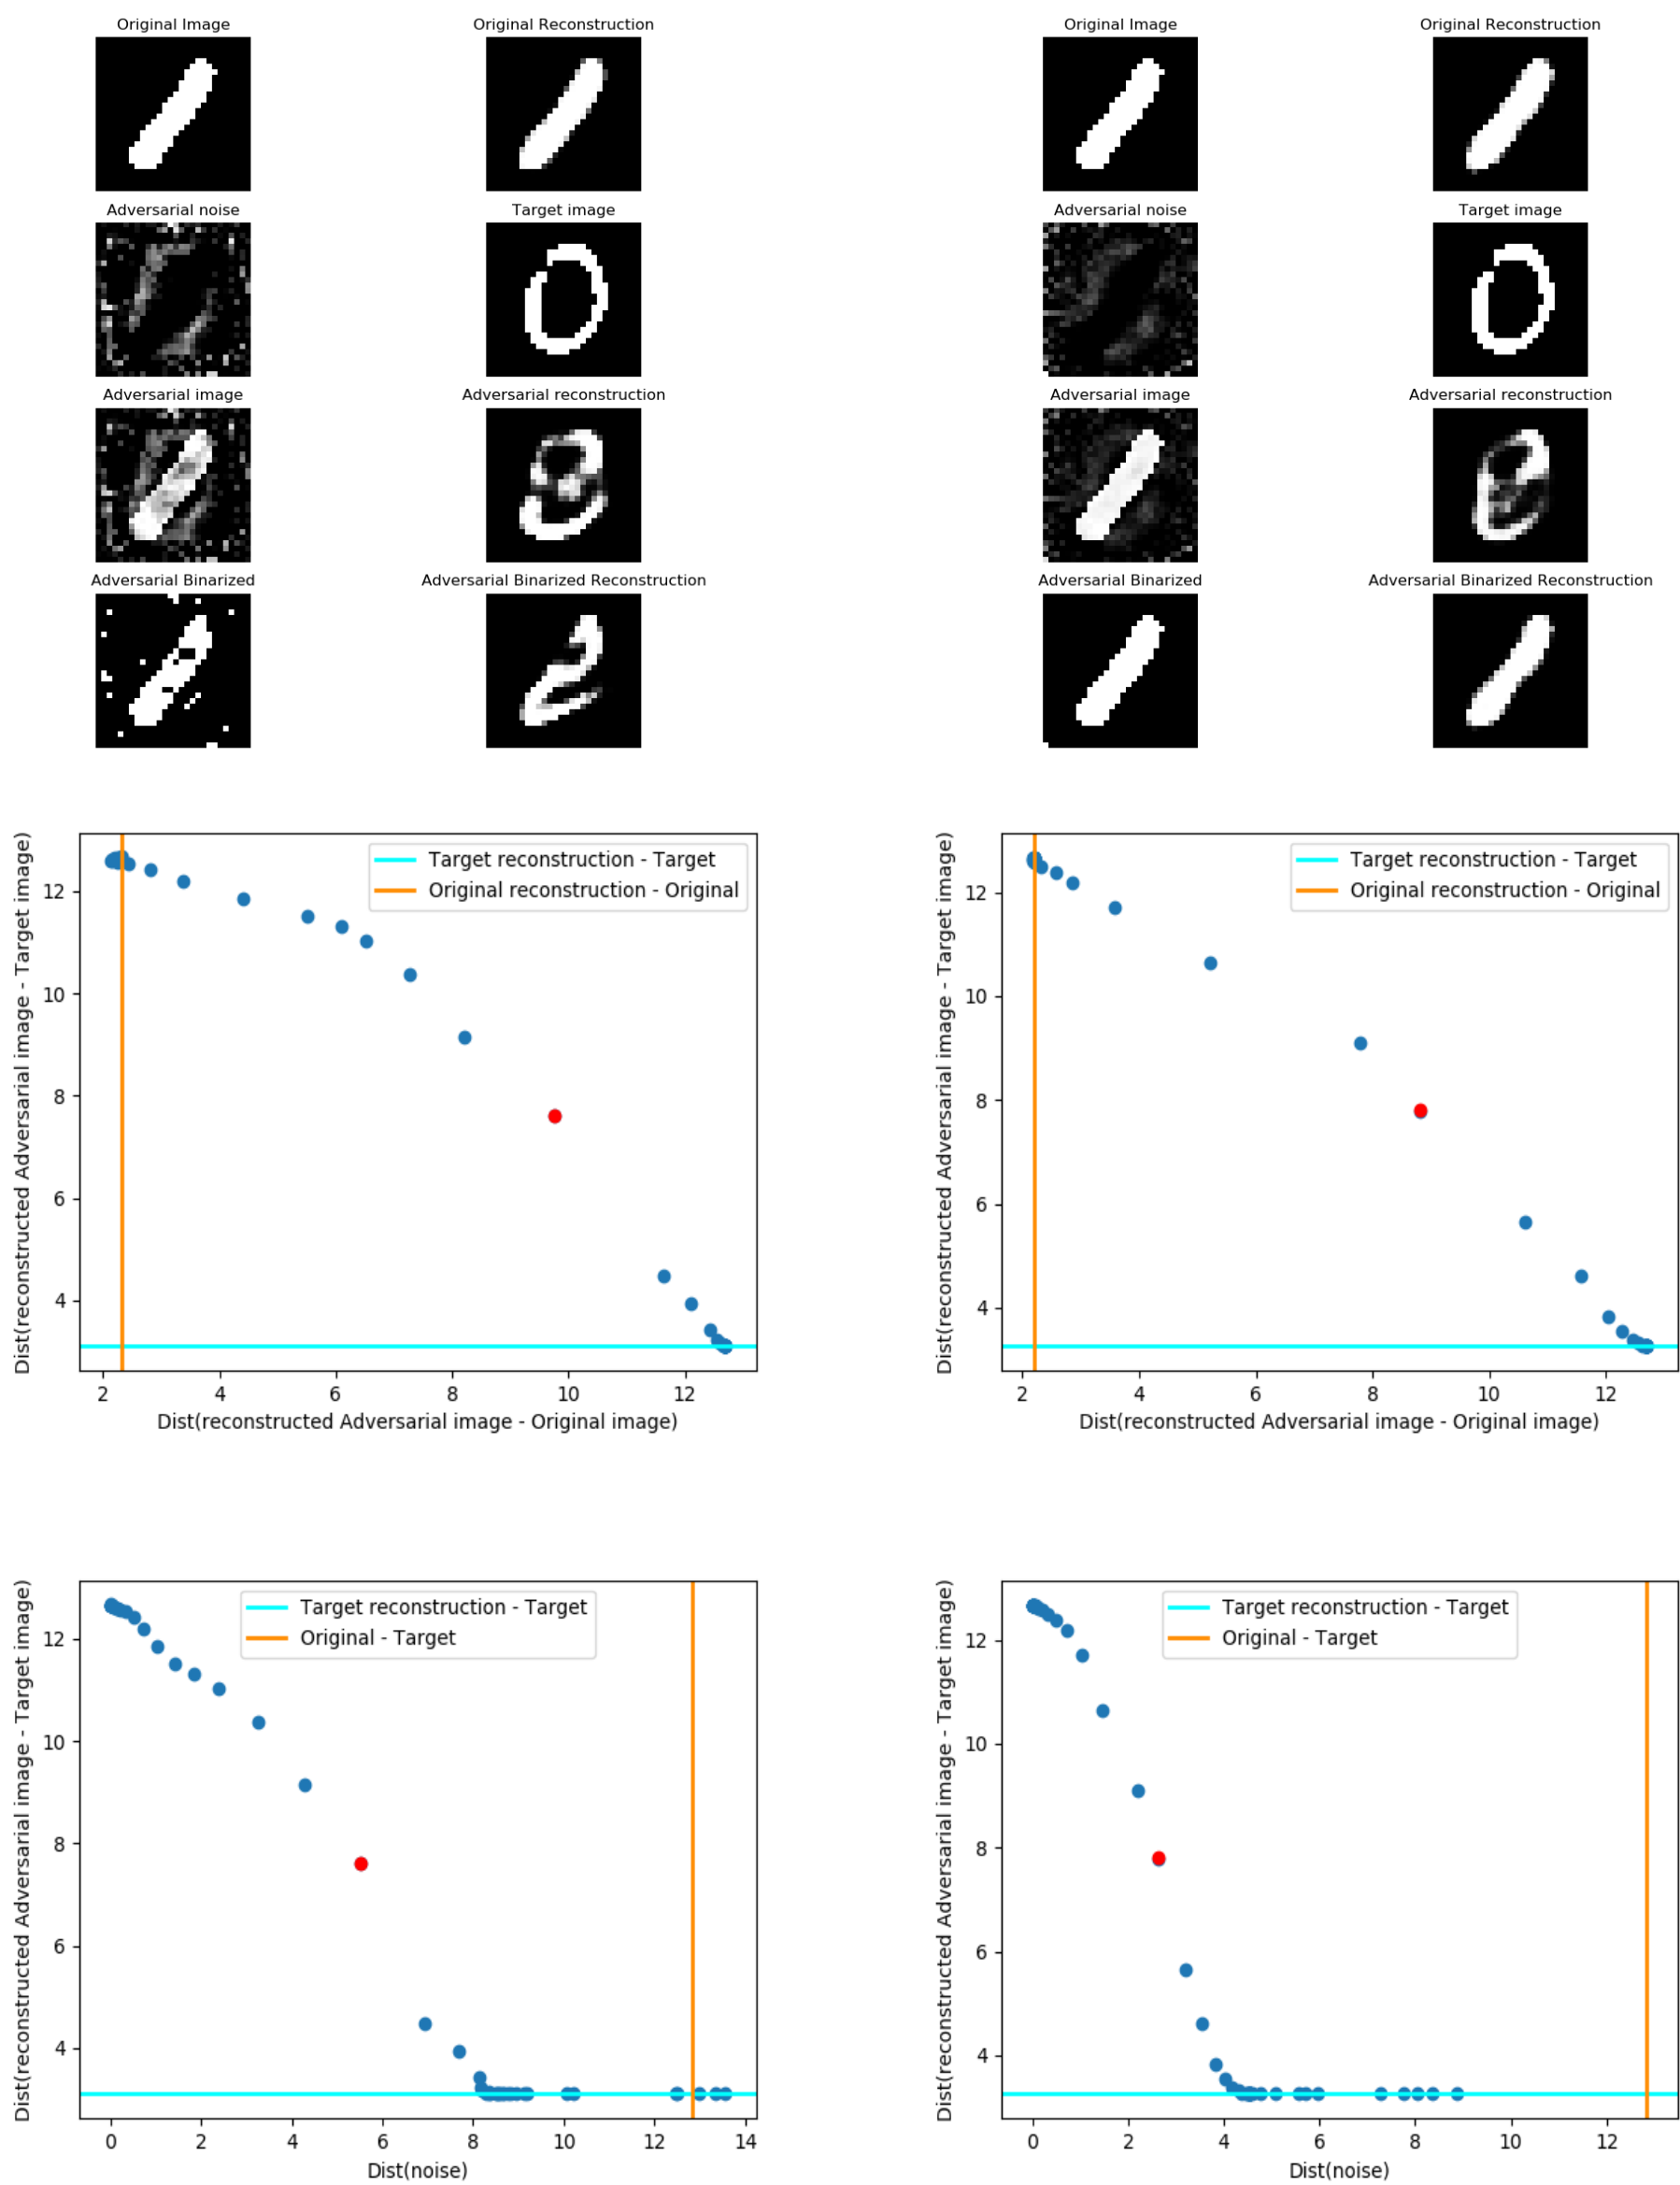 Original Image
Original Reconstruction
Original Image
Original Reconstruction
Adversarial noise
Target image
Adversarial noise
Target image
Adversarial image
Adversarial reconstruction
Adversarial image
Adversarial reconstruction
Adversarial Binarized
Adversarial Binarized Reconstruction
Adversarial Binarized
Adversarial Binarized Reconstruction
Dist(reconstructed Adversarial image - Target image)
12
10
8
6
4
Target reconstruction - Target
Original reconstruction - Original
2 4 6 8 10 12
Dist(reconstructed Adversarial image - Original image)
Dist(reconstructed Adversarial image - Target image)
12
10
8
6
4
Target reconstruction - Target
Original reconstruction - Original
2 4 6 8 10 12
Dist(reconstructed Adversarial image - Original image)
Dist(reconstructed Adversarial image - Target image)
12
10
8
6
4
Target reconstruction - Target
Original - Target
0 2 4 6 8 10 12 14
Dist(noise)
Dist(reconstructed Adversarial image - Target image)
12
10
8
6
4
Target reconstruction - Target
Original - Target
0 2 4 6 8 10 12
Dist(noise)